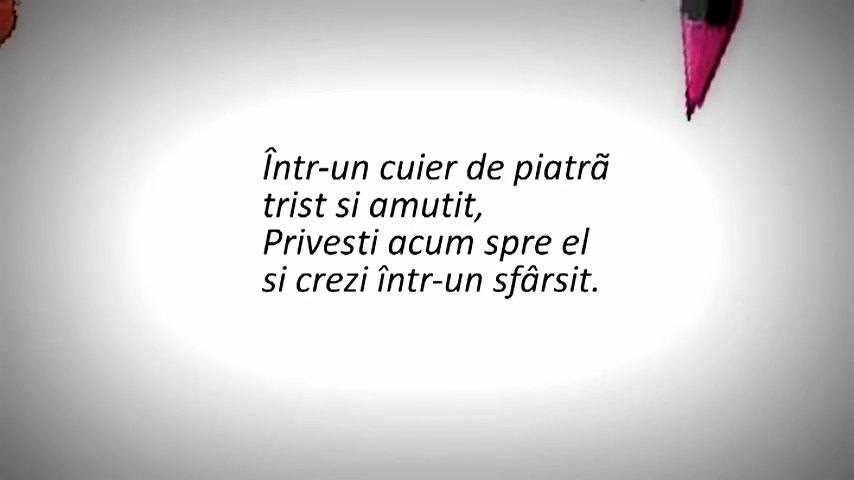 Într-un cuier de piatrã
trist si amutit,
Privesti acum spre el
si crezi într-un sfârsit.